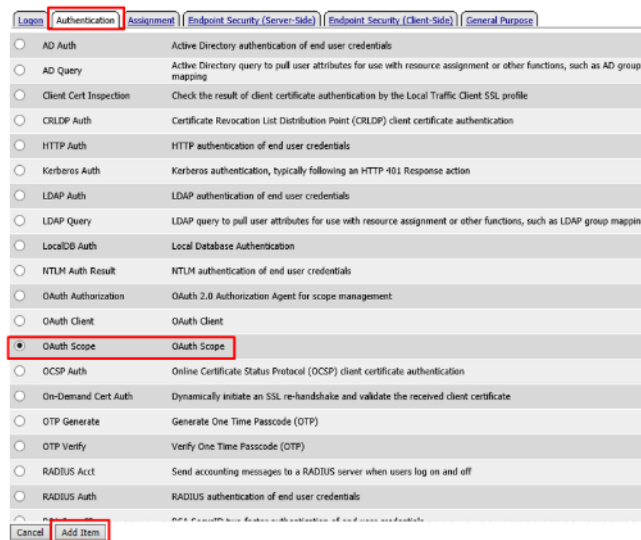 Logon Authentication Assignment Endpoint Security (Server-Side) Endpoint Security (Client-Side) General Purpose
AD Auth Active Directory authentication of end user credentials
AD Query Active Directory query to pull user attributes for use with resource assignment or other functions, such as AD group
mapping
Client Cert Inspection Check the result of client certificate authentication by the Local Traffic Client SSL profile
CRLDP Auth Certificate Revocation List Distribution Point (CRLDP) client certificate authentication
HTTP Auth HTTP authentication of end user credentials
Kerberos Auth Kerberos authentication, typically following an HTTP 401 Response action
LDAP Auth LDAP authentication of end user credentials
LDAP Query LDAP query to pull user attributes for use with resource assignment or other functions, such as LDAP group mappin
LocalDB Auth Local Database Authentication
NTLM Auth Result NTLM authentication of end user credentials
OAuth Authorization OAuth 2.0 Authorization Agent for scope management
OAuth Client OAuth Client
OAuth Scope OAuth Scope
OCSP Auth Online Certificate Status Protocol (OCSP) client certificate authentication
On-Demand Cert Auth Dynamically initiate an SSL re-handshake and validate the received client certificate
OTP Generate Generate One Time Passcode (OTP)
OTP Verify Verify One Time Passcode (OTP)
RADIUS Acct Send accounting messages to a RADIUS server when users log on and off
RADIUS Auth RADIUS authentication of end user credentials
Cancel Add Item